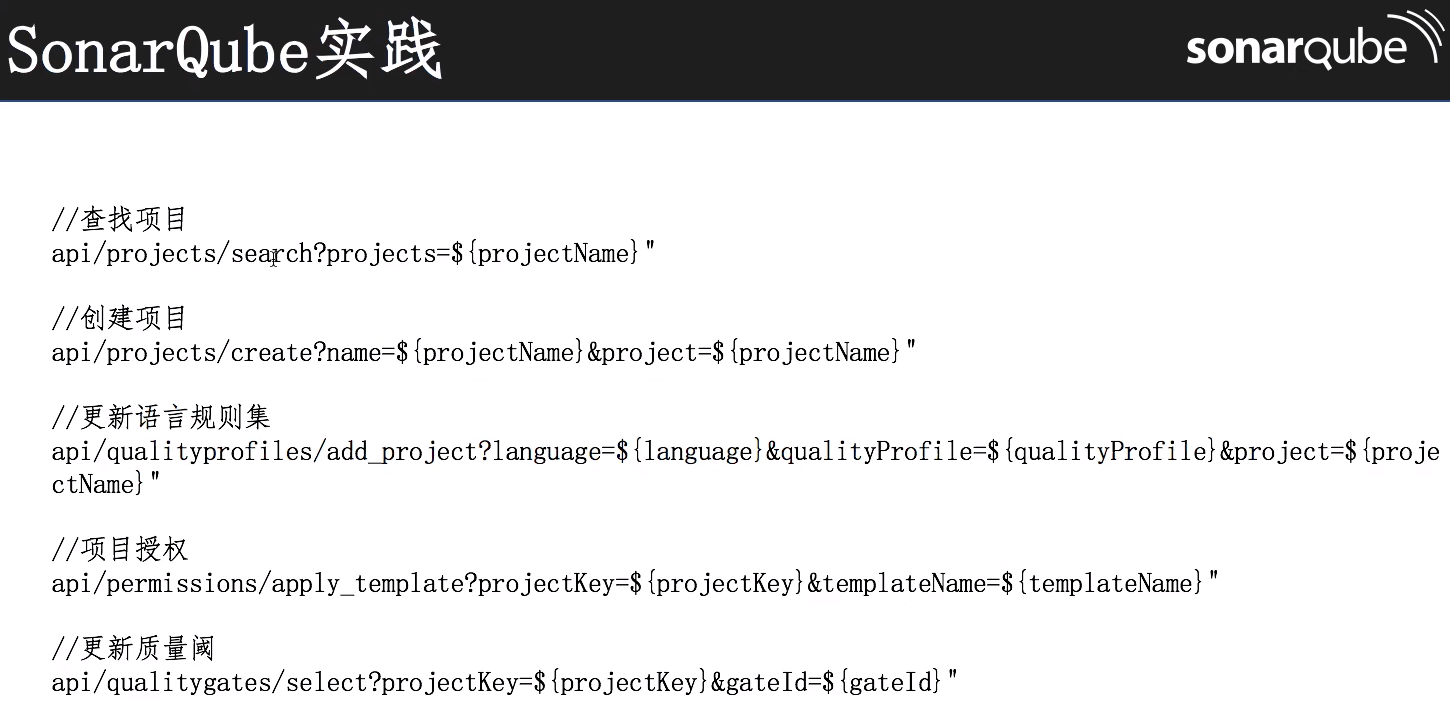 SonarQube实践
sonarqube
//查找项目
api/projects/search?projects=${projectName}"
//创建项目
api/projects/create?name=${projectName}&project=${projectName}"
//更新语言规则集
api/qualityprofiles/add_project?language=${language}&qualityProfile=${qualityProfile}&project=${proje
ctName}"
//项目授权
api/permissions/apply_template?projectKey=${projectKey}&templateName=${templateName}"
//更新质量阈
api/qualitygates/select?projectKey=${projectKey}&gateId=${gateId}"